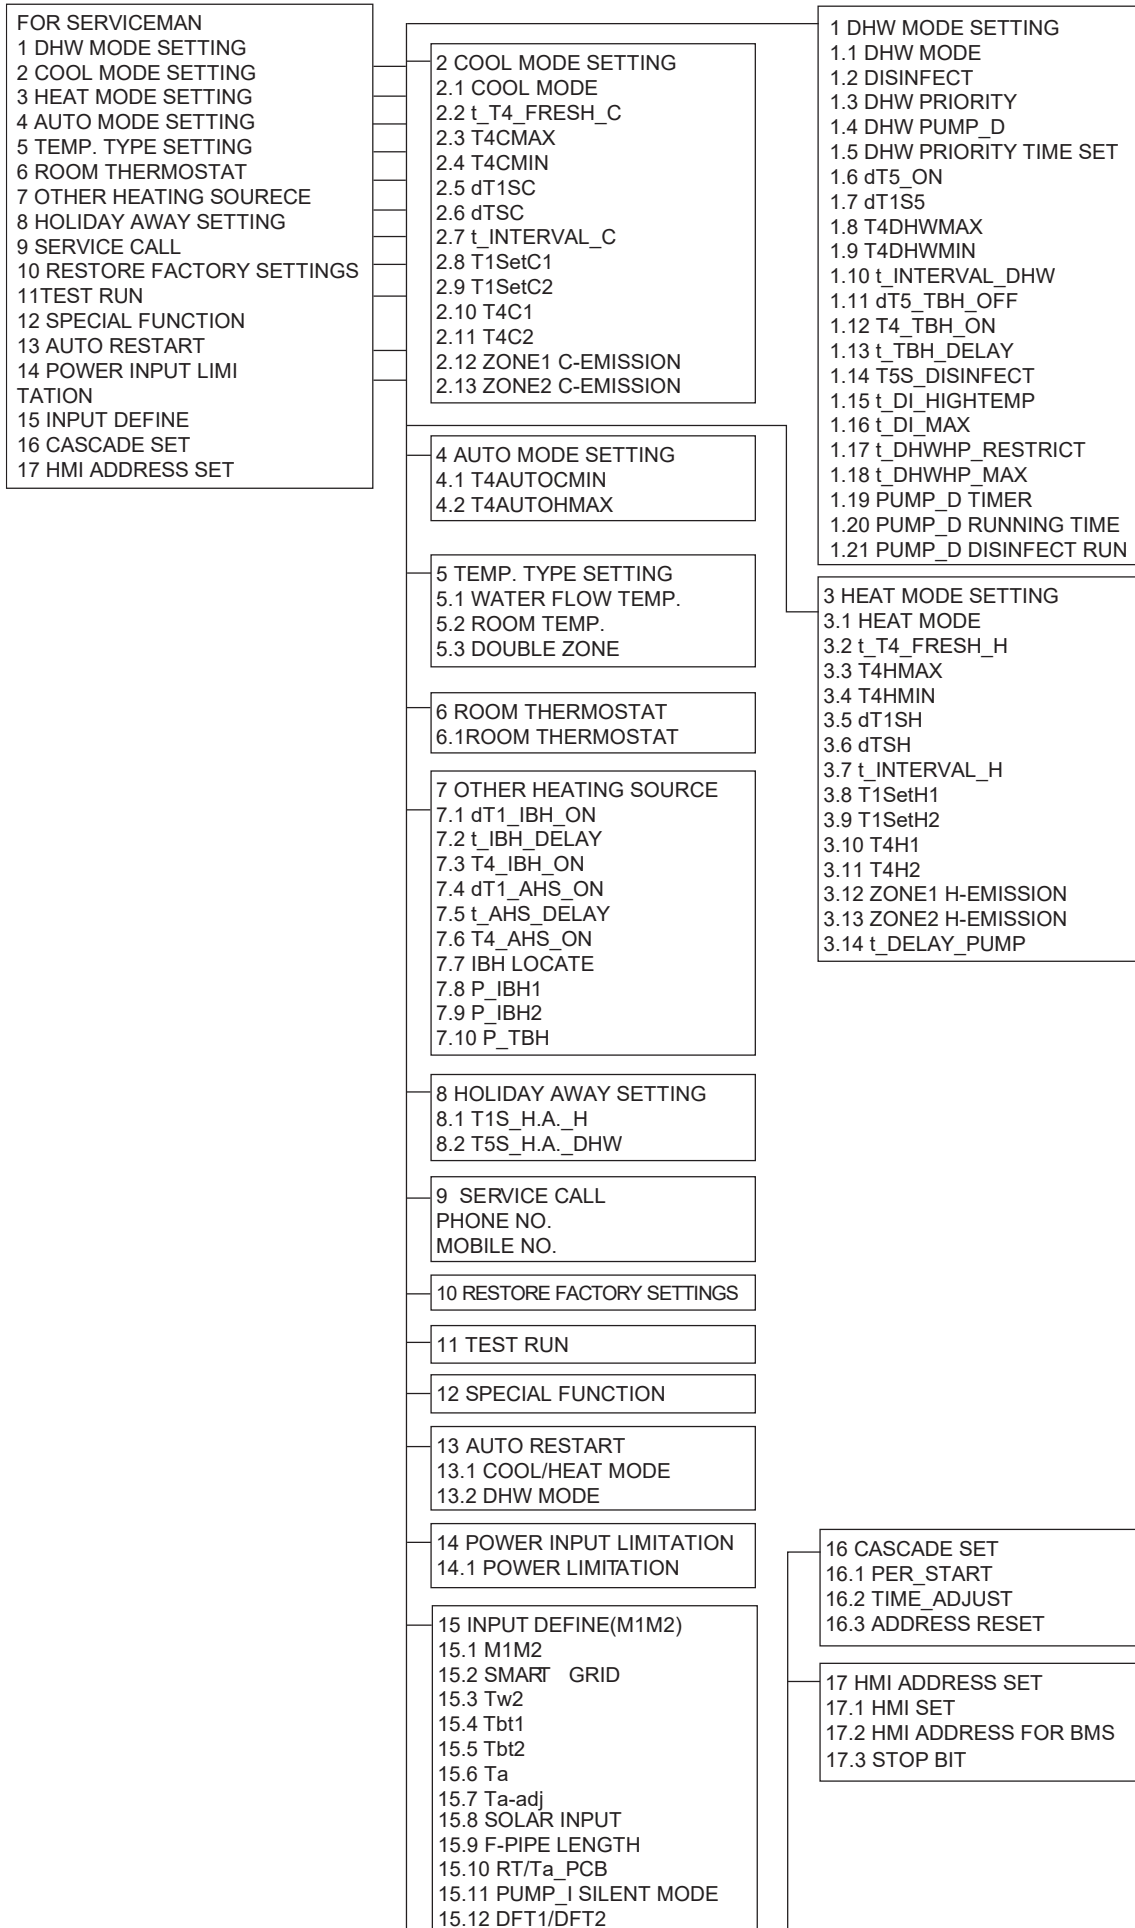 FOR SERVICEMAN
1 DHW MODE SETTING
2 COOL MODE SETTING
3 HEAT MODE SETTING
4 AUTO MODE SETTING
5 TEMP. TYPE SETTING
6 ROOM THERMOSTAT
7 OTHER HEATING SOURECE
8 HOLIDAY AWAY SETTING
9 SERVICE CALL
10 RESTORE FACTORY SETTINGS
11TEST RUN
12 SPECIAL FUNCTION
13 AUTO RESTART
14 POWER INPUT LIMI
TATION
15 INPUT DEFINE
16 CASCADE SET
17 HMI ADDRESS SET
2 COOL MODE SETTING
2.1 COOL MODE
2.2 t_T4_FRESH_C
2.3 T4CMAX
2.4 T4CMIN
2.5 dT1SC
2.6 dTSC
2.7 t_INTERVAL_C
2.8 T1SetC1
2.9 T1SetC2
2.10 T4C1
2.11 T4C2
2.12 ZONE1 C-EMISSION
2.13 ZONE2 C-EMISSION
4 AUTO MODE SETTING
4.1 T4AUTOCMIN
4.2 T4AUTOHMAX
5 TEMP. TYPE SETTING
5.1 WATER FLOW TEMP.
5.2 ROOM TEMP.
5.3 DOUBLE ZONE
6 ROOM THERMOSTAT
6.1ROOM THERMOSTAT
7 OTHER HEATING SOURCE
7.1 dT1_IBH_ON
7.2 t_IBH_DELAY
7.3 T4_IBH_ON
7.4 dT1_AHS_ON
7.5 t_AHS_DELAY
7.6 T4_AHS_ON
7.7 IBH LOCATE
7.8 P_IBH1
7.9 P_IBH2
7.10 P_TBH
8 HOLIDAY AWAY SETTING
8.1 T1S_H.A._H
8.2 T5S_H.A._DHW
9 SERVICE CALL
PHONE NO.
MOBILE NO.
10 RESTORE FACTORY SETTINGS
11 TEST RUN
12 SPECIAL FUNCTION
13 AUTO RESTART
13.1 COOL/HEAT MODE
13.2 DHW MODE
14 POWER INPUT LIMITATION
14.1 POWER LIMITATION
15 INPUT DEFINE(M1M2)
15.1 M1M2
15.2 SMART GRID
15.3 Tw2
15.4 Tbt1
15.5 Tbt2
15.6 Ta
15.7 Ta-adj
15.8 SOLAR INPUT
15.9 F-PIPE LENGTH
15.10 RT/Ta_PCB
15.11 PUMP_I SILENT MODE
15.12 DFT1/DFT2
1 DHW MODE SETTING
1.1 DHW MODE
1.2 DISINFECT
1.3 DHW PRIORITY
1.4 DHW PUMP_D
1.5 DHW PRIORITY TIME SET
1.6 dT5_ON
1.7 dT1S5
1.8 T4DHWMAX
1.9 T4DHWMIN
1.10 t_INTERVAL_DHW
1.11 dT5_TBH_OFF
1.12 T4_TBH_ON
1.13 t_TBH_DELAY
1.14 T5S_DISINFECT
1.15 t_DI_HIGHTEMP
1.16 t_DI_MAX
1.17 t_DHWHP_RESTRICT
1.18 t_DHWHP_MAX
1.19 PUMP_D TIMER
1.20 PUMP_D RUNNING TIME
1.21 PUMP_D DISINFECT RUN
3 HEAT MODE SETTING
3.1 HEAT MODE
3.2 t_T4_FRESH_H
3.3 T4HMAX
3.4 T4HMIN
3.5 dT1SH
3.6 dTSH
3.7 t_INTERVAL_H
3.8 T1SetH1
3.9 T1SetH2
3.10 T4H1
3.11 T4H2
3.12 ZONE1 H-EMISSION
3.13 ZONE2 H-EMISSION
3.14 t_DELAY_PUMP
16 CASCADE SET
16.1 PER_START
16.2 TIME_ADJUST
16.3 ADDRESS RESET
17 HMI ADDRESS SET
17.1 HMI SET
17.2 HMI ADDRESS FOR BMS
17.3 STOP BIT